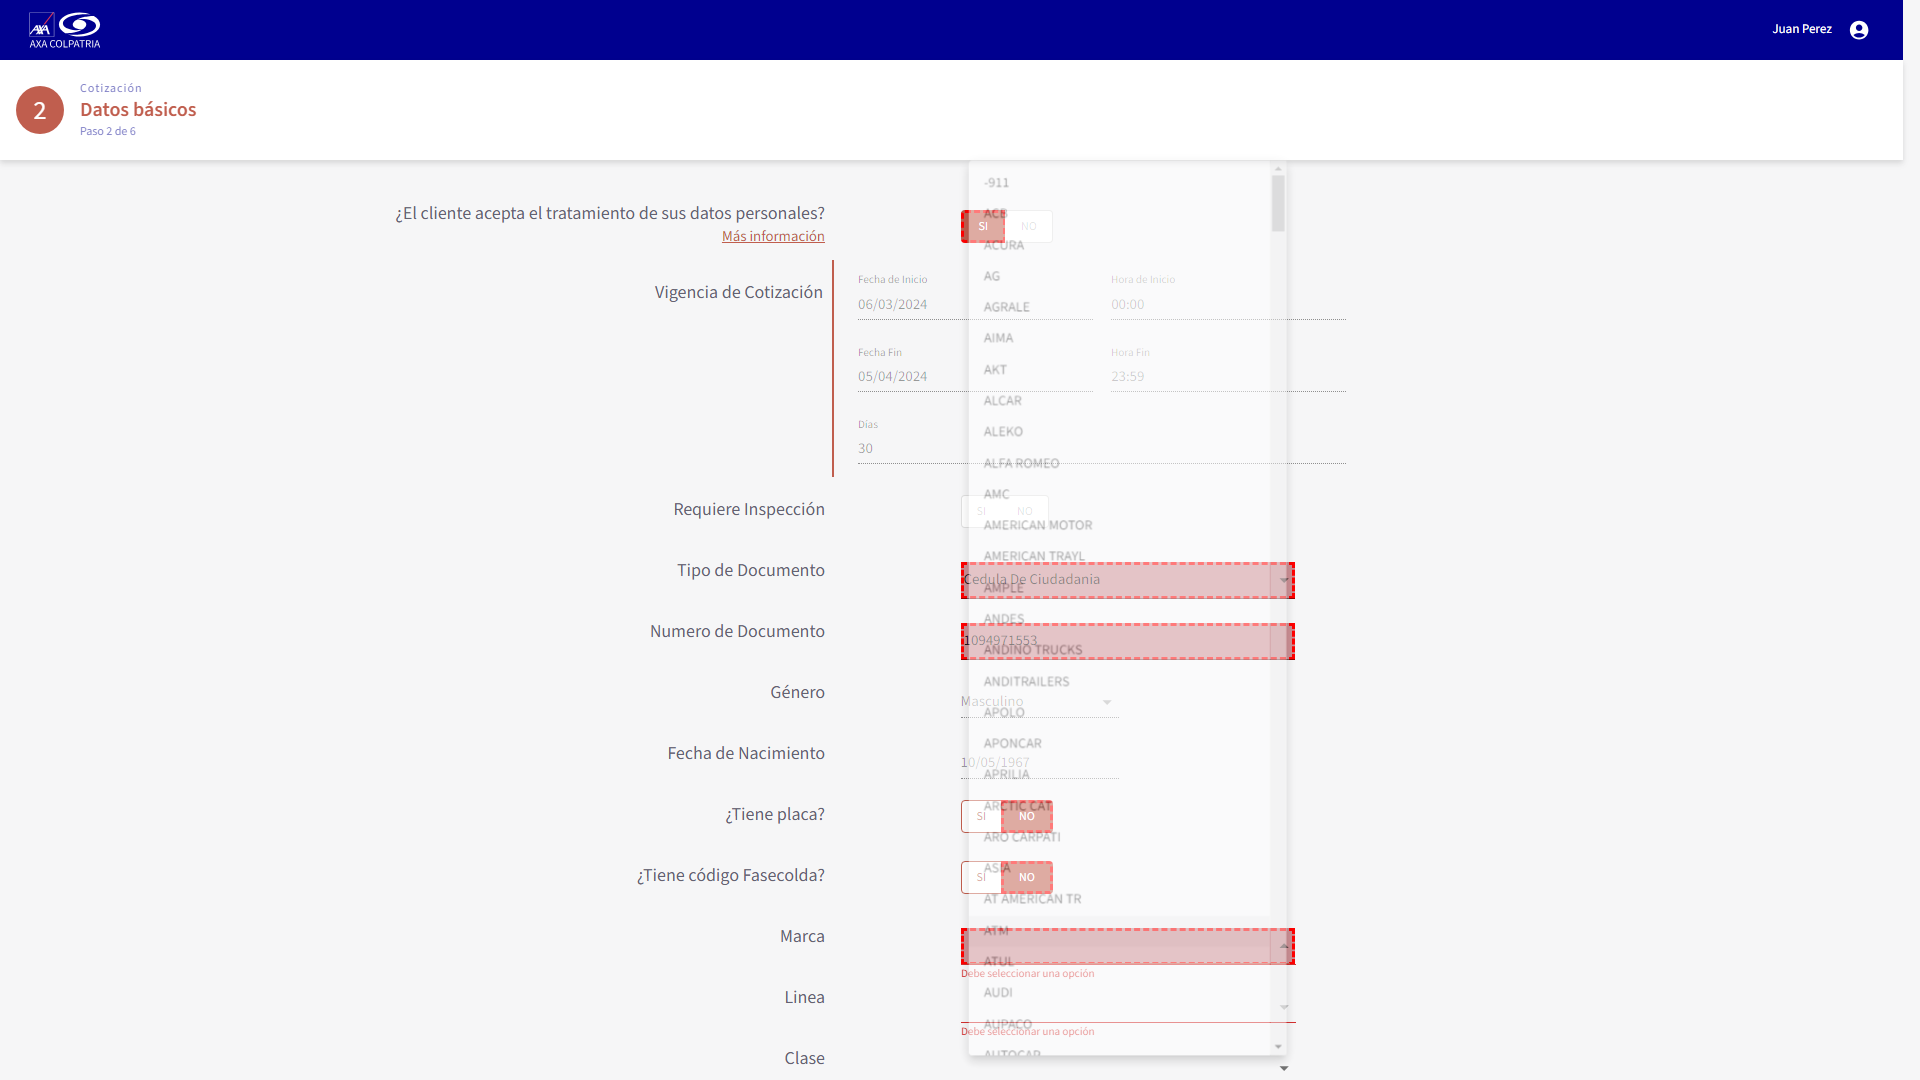 AXA
AXA COLPATRIA
Juan Perez
2
Cotización
Datos básicos
Paso 2 de 6
¿El cliente acepta el tratamiento de sus datos personales?
Más información
SI
NO
Vigencia de Cotización
Fecha de Inicio
06/03/2024
Hora de Inicio
00:00
Fecha Fin
05/04/2024
Hora Fin
23:59
Días
30
Requiere Inspección
SI
NO
Tipo de Documento
Cedula De Ciudadania
Numero de Documento
1094971553
Género
Masculino
Fecha de Nacimiento
10/05/1967
¿Tiene placa?
SI
NO
¿Tiene código Fasecolda?
SI
NO
Marca
Debe seleccionar una opción
Linea
Debe seleccionar una opción
Clase
-911
ACB
ACURA
AG
AGRALE
AIMA
AKT
ALCAR
ALEKO
ALFA ROMEO
AMC
AMERICAN MOTOR
AMERICAN TRAYL
AMPLE
ANDES
ANDINO TRUCKS
ANDITRAILERS
APOLO
APONCAR
APRILIA
ARCTIC CAT
ARO CARPATI
ASIA
AT AMERICAN TR
ATM
ATUL
AUDI
AUPACO
AUTOCAR